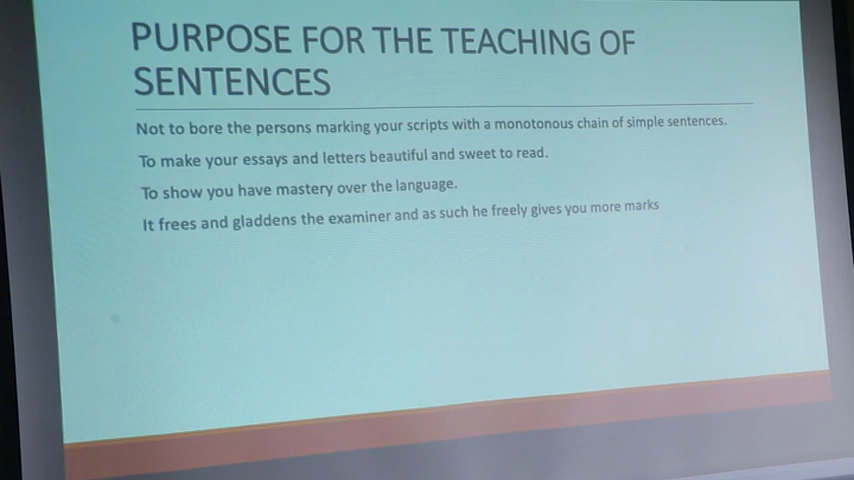 PURPOSE FOR THE TEACHING OF
SENTENCES
Not to bore the persons marking your scripts with a monotonous chain of simple sentences.
To make your essays and letters beautiful and sweet to read.
To show you have mastery over the language.
It frees and gladdens the examiner and as such he freely gives you more marks